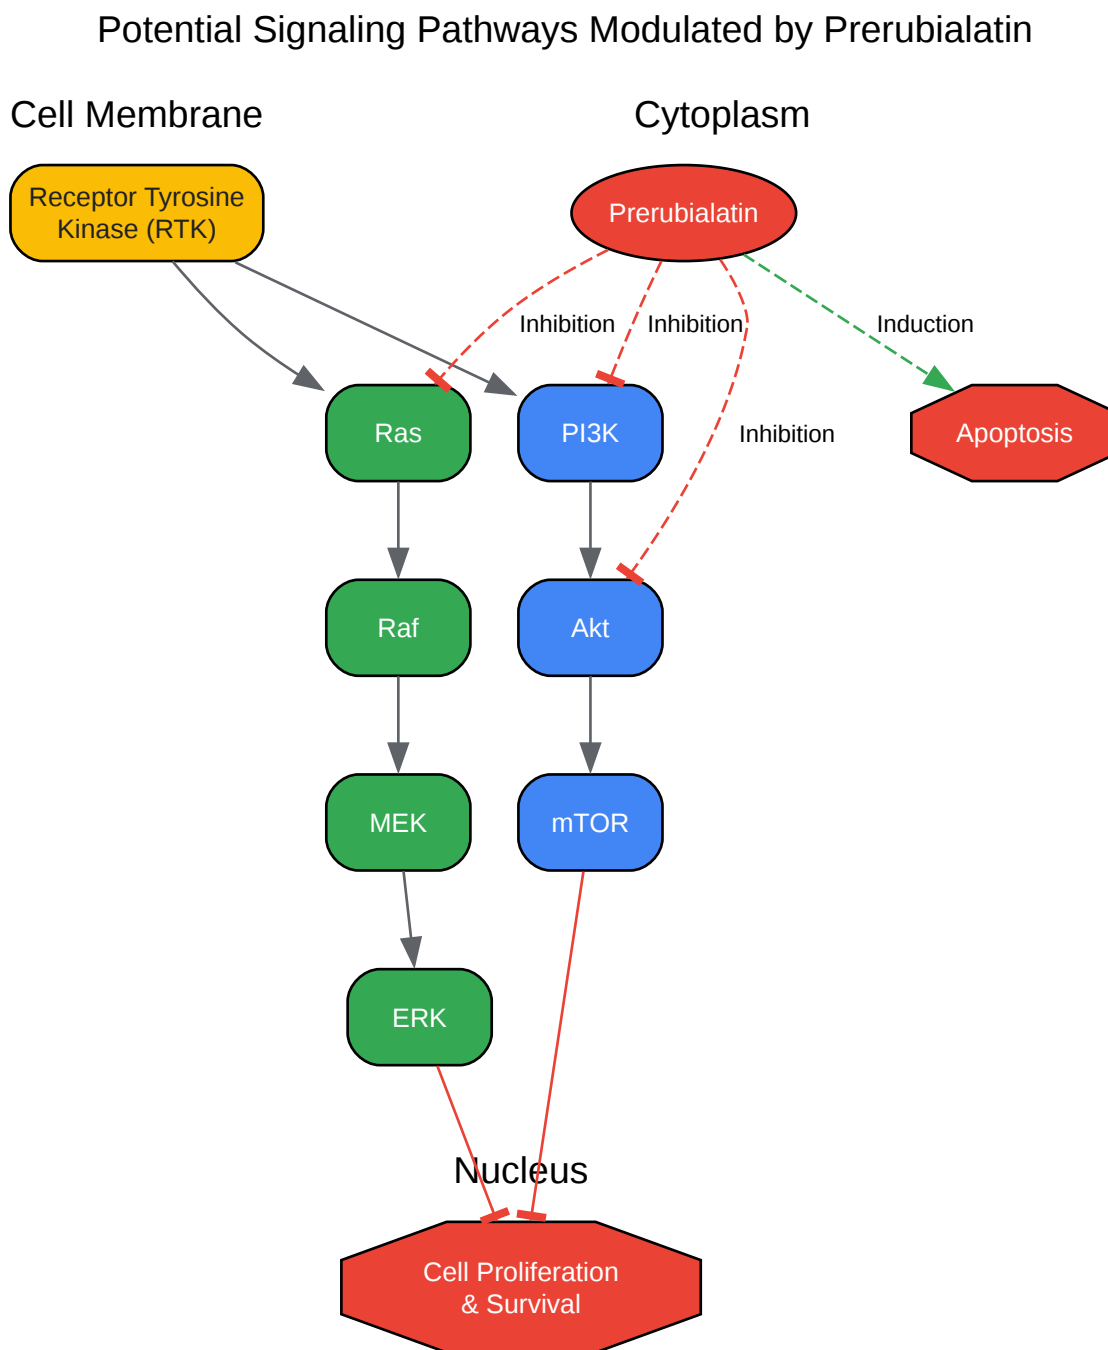 Potential Signaling Pathways Modulated by Prerubialatin
Cell Membrane
Cytoplasm
Receptor Tyrosine
Kinase (RTK)
Prerubialatin
Inhibition
Inhibition
Induction
Ras
PI3K
Inhibition
Apoptosis
Raf
Akt
MEK
mTOR
ERK
Nucleus
Cell Proliferation
& Survival